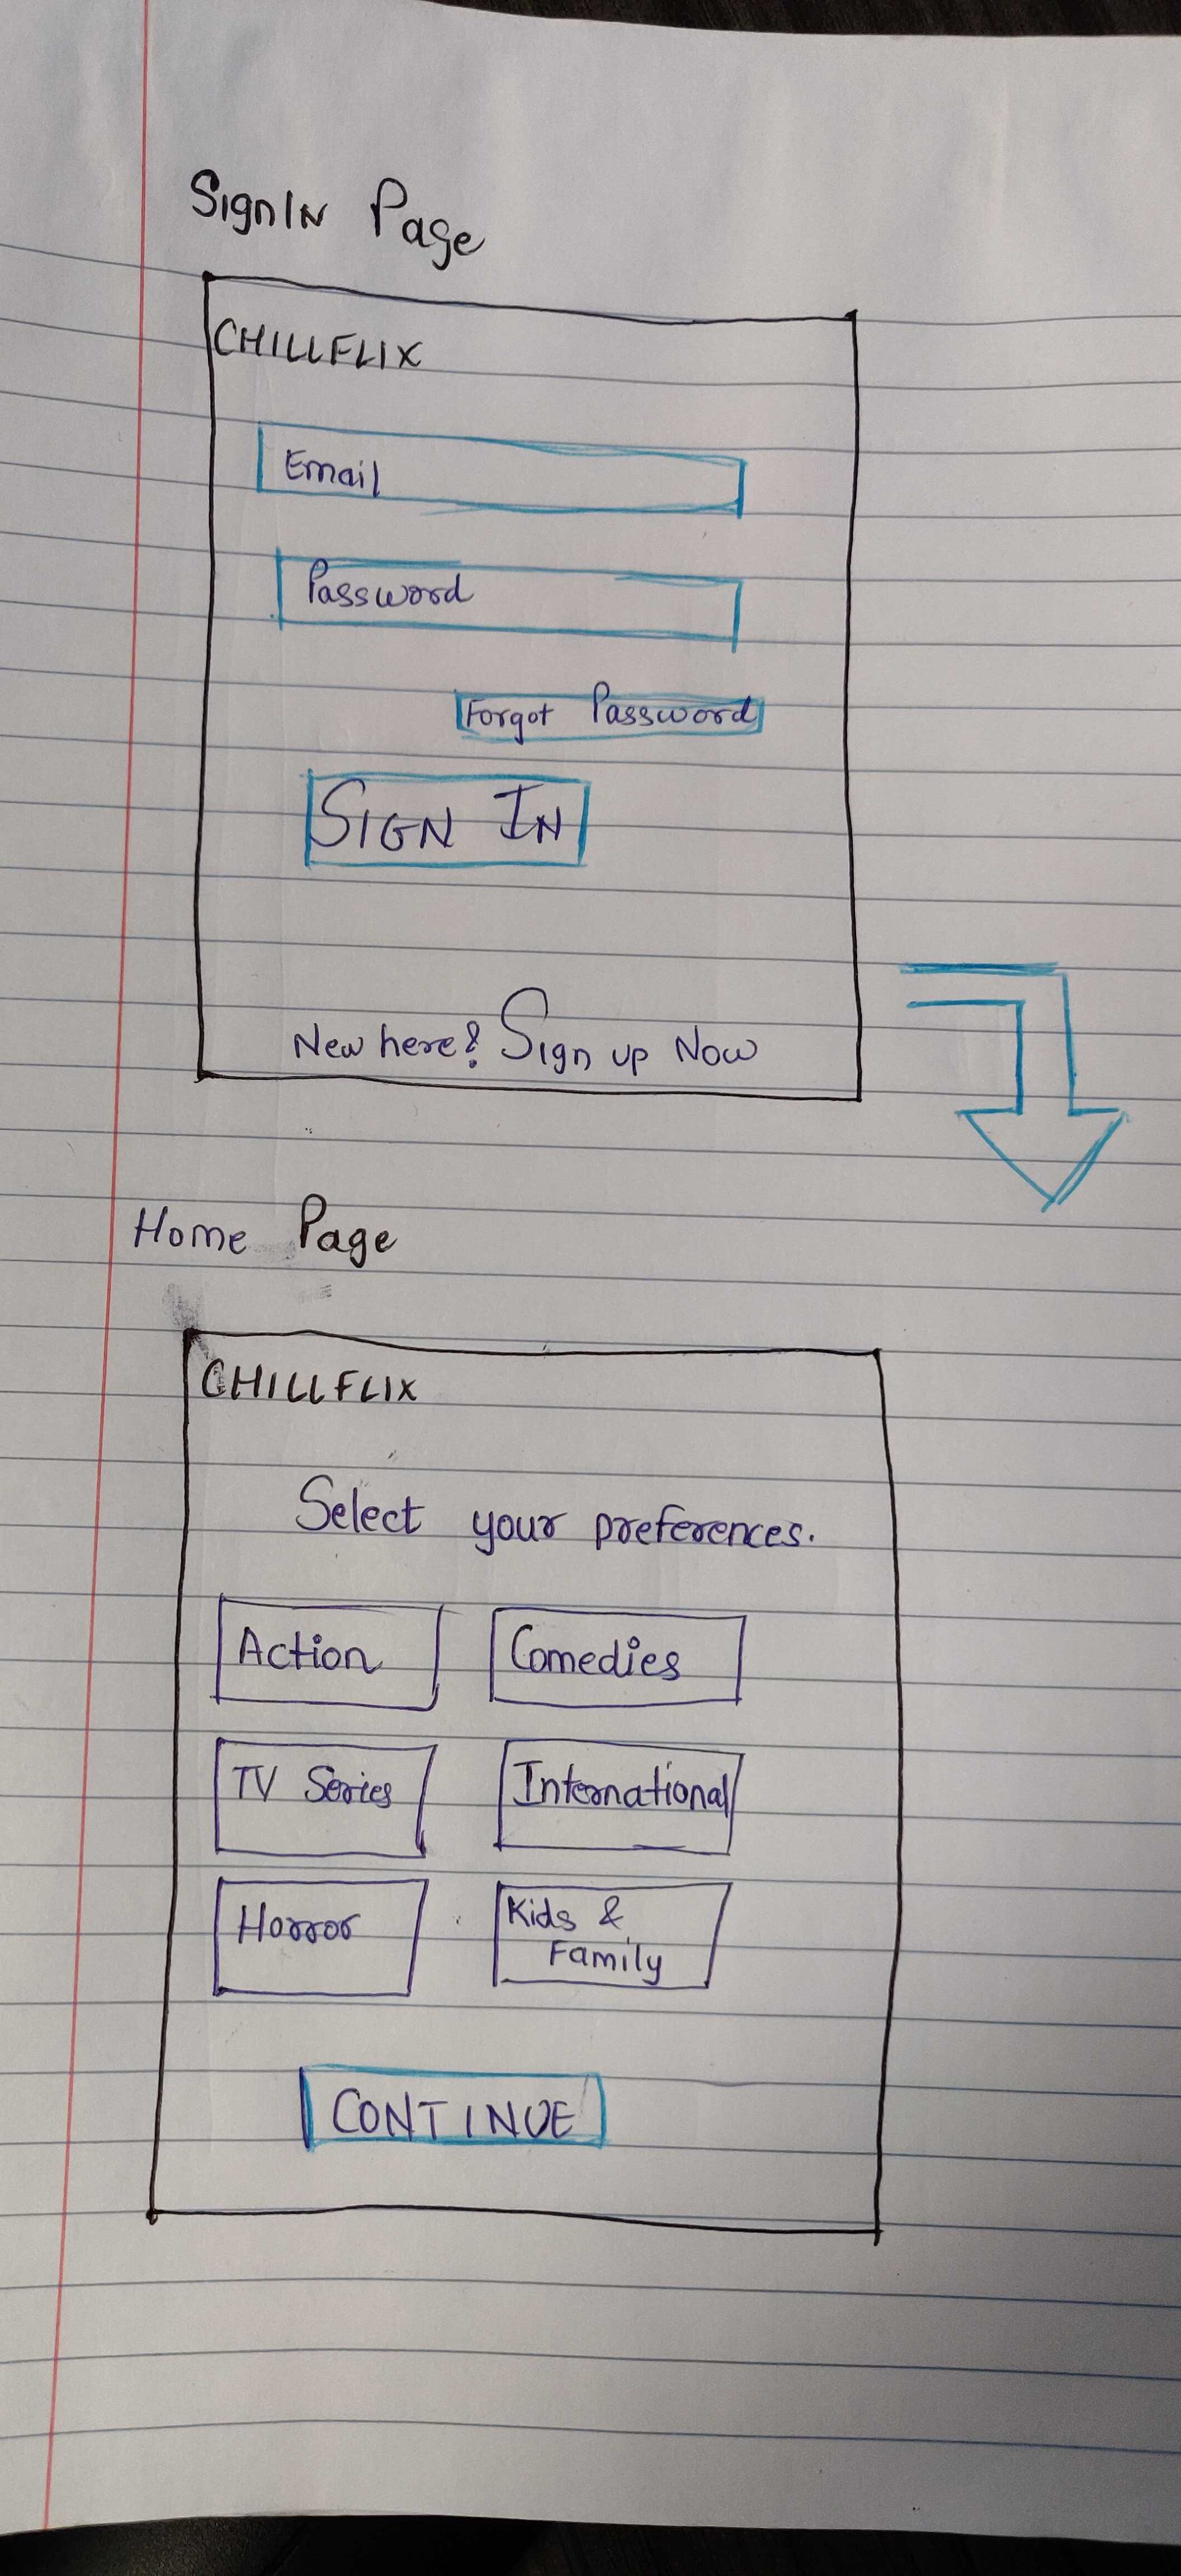 SignIN Page
CHILLFLIX
Email
Password
Forgot Password
SIGN IN
New here? Sign up Now
Home Page
CHILLFLIX
Select your preferences.
Action Comedies
TV Series International
Horror Kids &
Family
CONTINUE